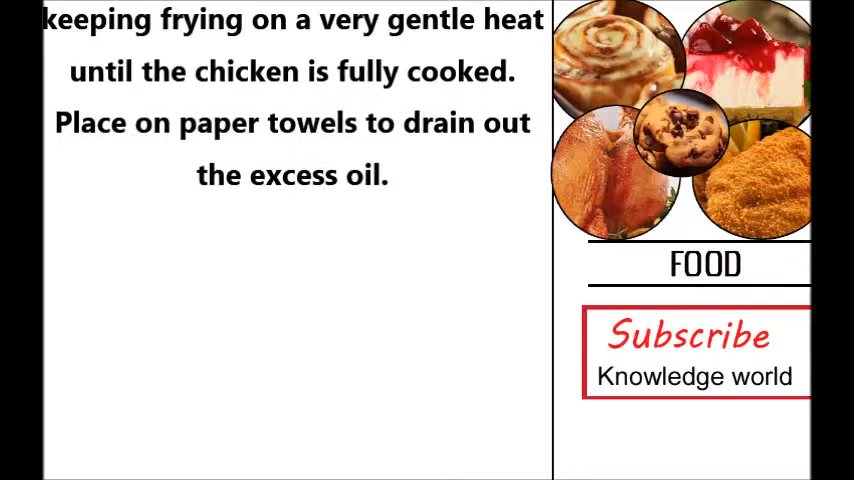 keeping frying on a very gentle heat
until the chicken is fully cooked.
Place on paper towels to drain out
the excess oil.
FOOD
Subscribe
Knowledge world